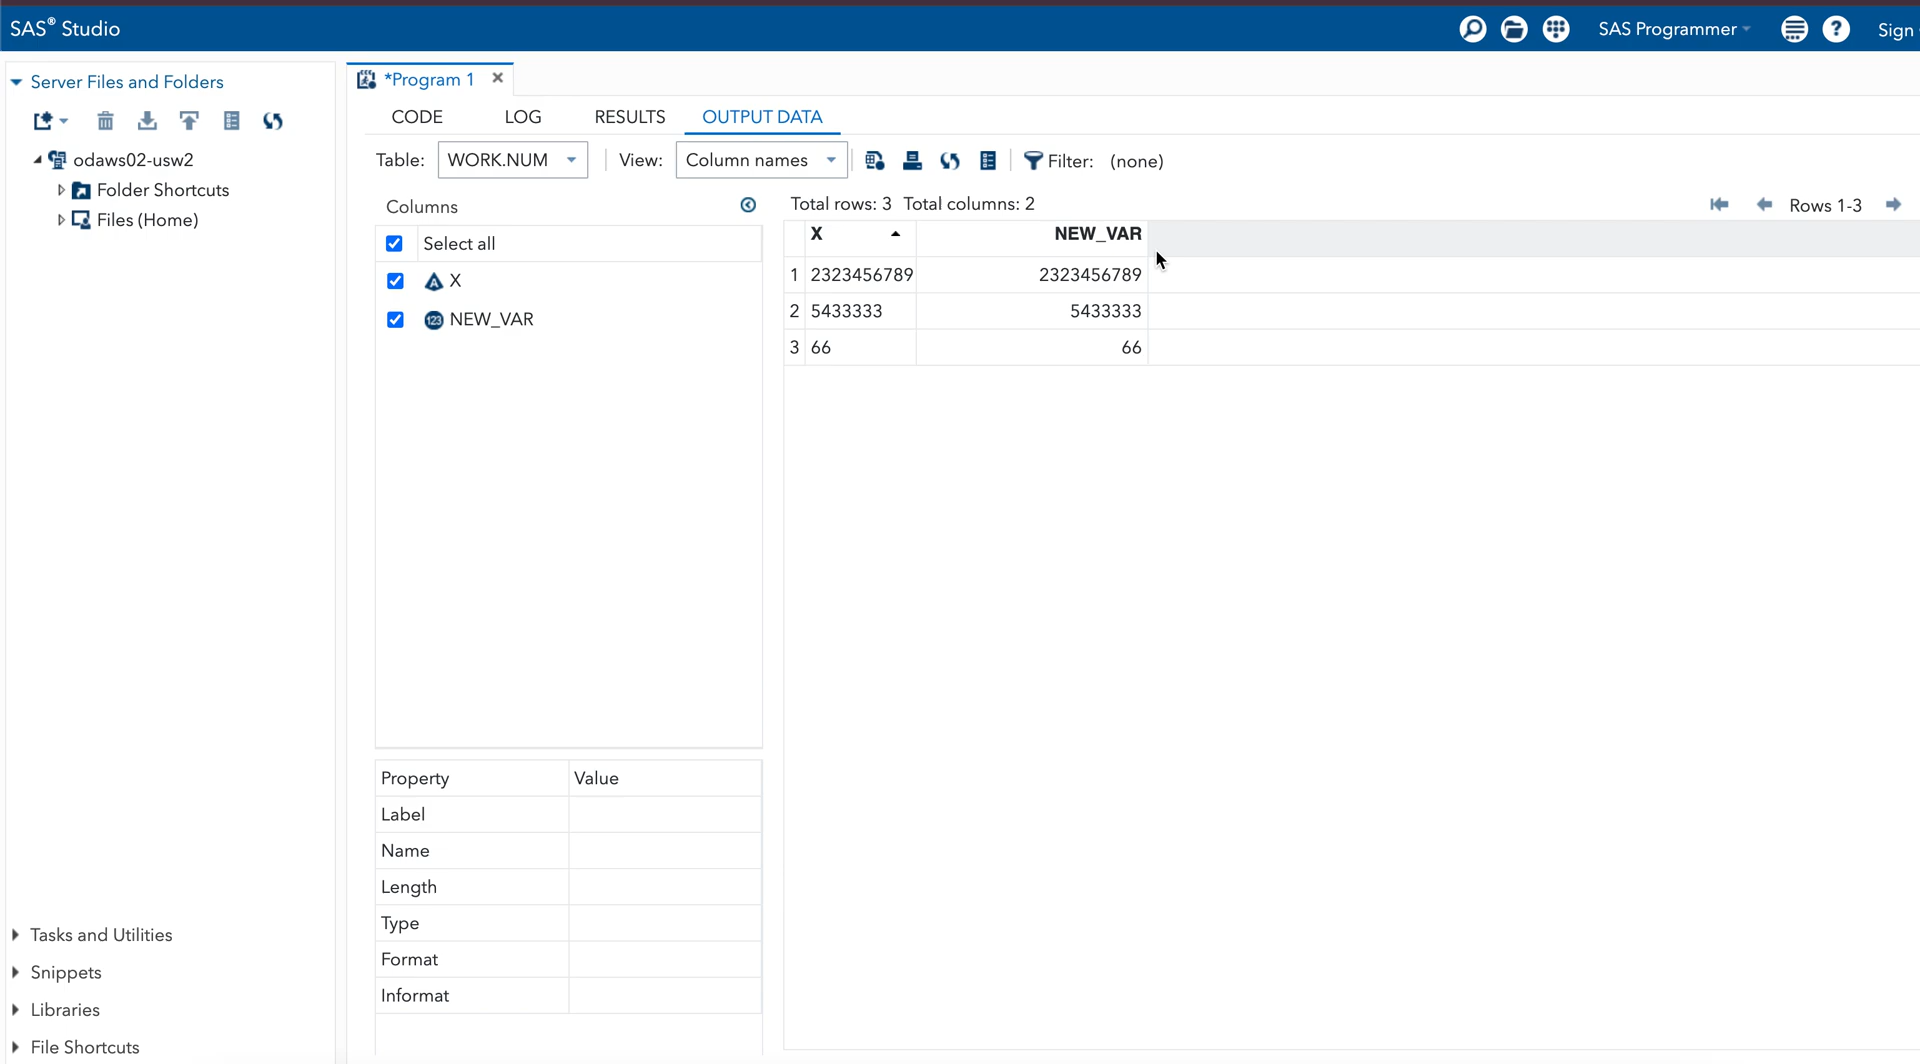 SAS® Studio
SAS Programmer
Sign
Server Files and Folders
odaws02-usw2
Folder Shortcuts
Files (Home)
Tasks and Utilities
Snippets
Libraries
File Shortcuts
*Program 1
CODE LOG RESULTS OUTPUT DATA
Table: WORK.NUM View: Column names Filter: (none)
Columns
Select all
X
NEW_VAR
Property Value
Label
Name
Length
Type
Format
Informat
Total rows: 3 Total columns: 2 Rows 1-3
X NEW_VAR
1 2323456789 2323456789
2 5433333 5433333
3 66 66